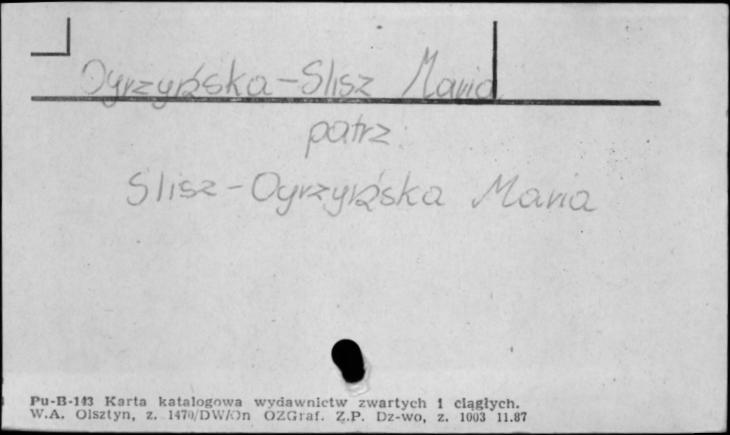 Ogrzyńska-Slisz Maria
patrz
Slisz-Ogrzyńska Maria
Pu-B-143 Karta katalogowa wydawnictw zwartych i ciągłych.
W.A. Olsztyn, z. 1470/DW/On OZGraf. Z.P. Dz-wo, z. 1003 11.87